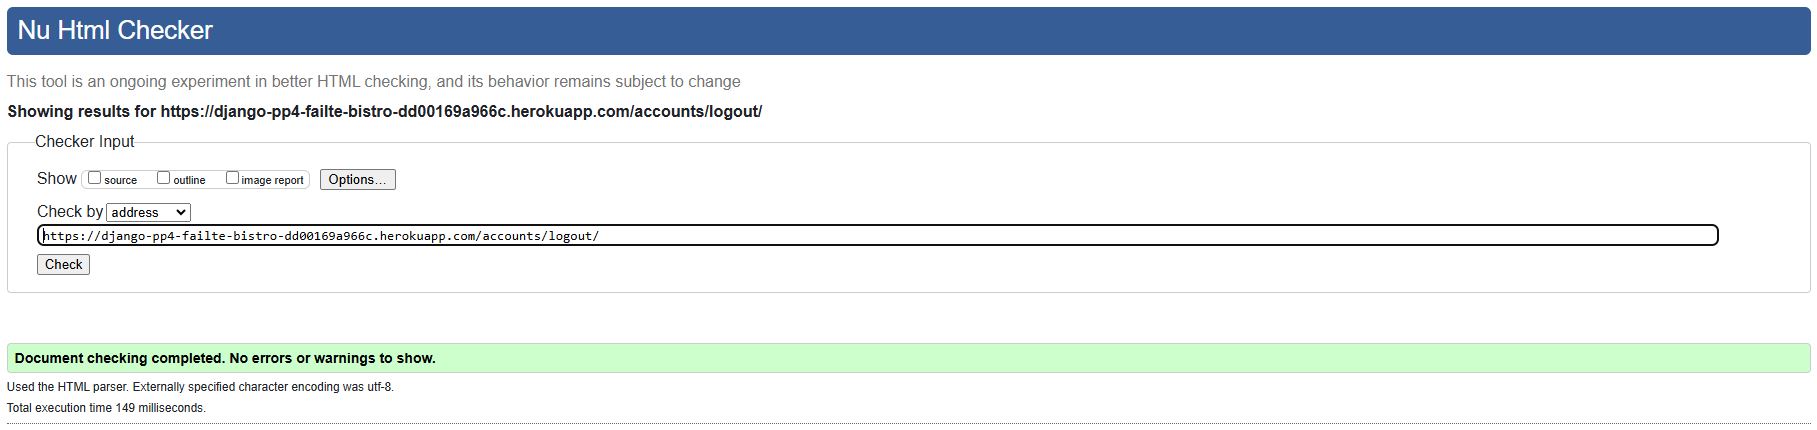 Nu Html Checker
This tool is an ongoing experiment in better HTML checking, and its behavior remains subject to change
Showing results for https://django-pp4-failte-bistro-dd00169a966c.herokuapp.com/accounts/logout/
Checker Input
Show source outline image report Options...
Check by address
https://django-pp4-failte-bistro-dd00169a966c.herokuapp.com/accounts/logout/
Check
Document checking completed. No errors or warnings to show.
Used the HTML parser. Externally specified character encoding was utf-8.
Total execution time 149 milliseconds.